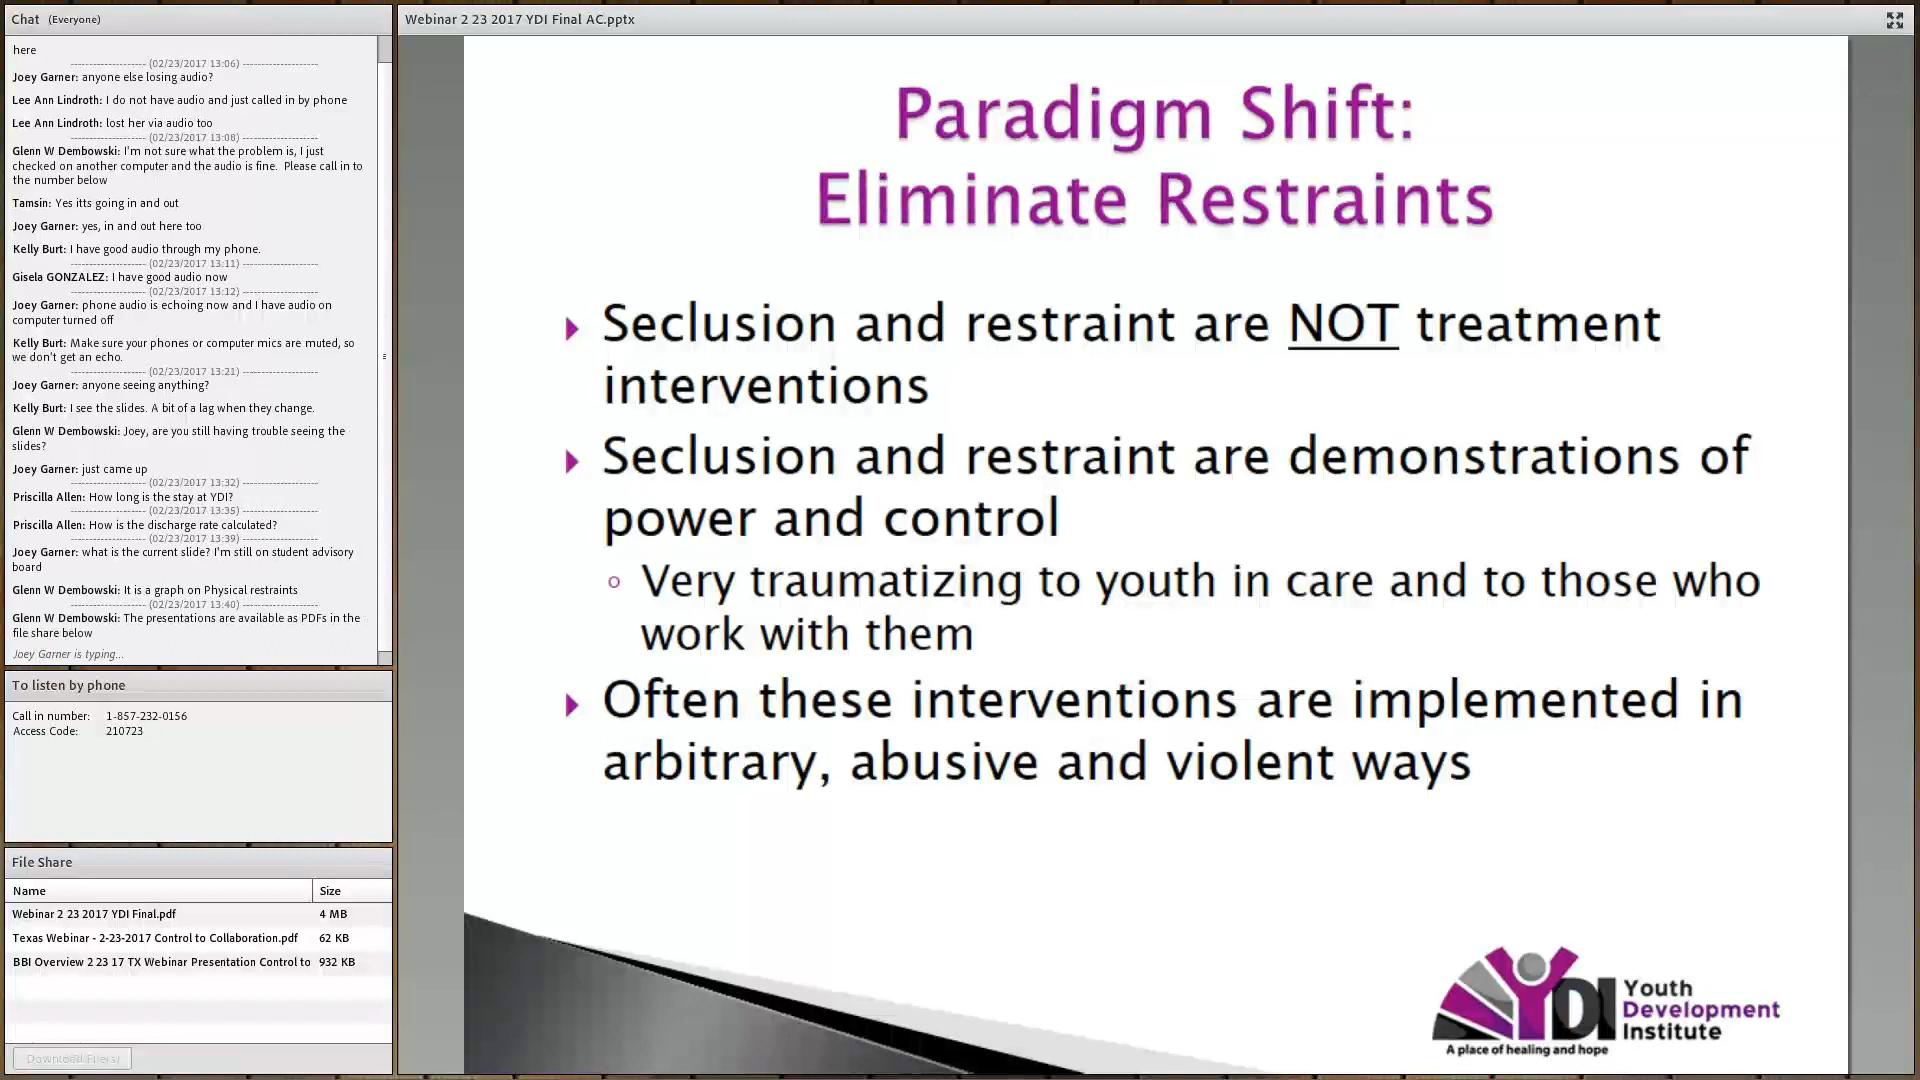 Chat (Everyone)
here
-------------------- (02/23/2017 13:06) --------------------
Joey Garner: anyone else losing audio?
Lee Ann Lindroth: I do not have audio and just called in by phone
Lee Ann Lindroth: lost her via audio too
-------------------- (02/23/2017 13:08) --------------------
Glenn W Dembowski: I'm not sure what the problem is, I just
checked on another computer and the audio is fine.  Please call in to
the number below
Tamsin: Yes itts going in and out
Joey Garner: yes, in and out here too
Kelly Burt: I have good audio through my phone.
-------------------- (02/23/2017 13:11) --------------------
Gisela GONZALEZ: I have good audio now
-------------------- (02/23/2017 13:12) --------------------
Joey Garner: phone audio is echoing now and I have audio on
computer turned off
Kelly Burt: Make sure your phones or computer mics are muted, so
we don't get an echo.
-------------------- (02/23/2017 13:21) --------------------
Joey Garner: anyone seeing anything?
Kelly Burt: I see the slides. A bit of a lag when they change.
Glenn W Dembowski: Joey, are you still having trouble seeing the
slides?
Joey Garner: just came up
-------------------- (02/23/2017 13:32) --------------------
Priscilla Allen: How long is the stay at YDI?
-------------------- (02/23/2017 13:35) --------------------
Priscilla Allen: How is the discharge rate calculated?
-------------------- (02/23/2017 13:39) --------------------
Joey Garner: what is the current slide? I'm still on student advisory
board
Glenn W Dembowski: It is a graph on Physical restraints
-------------------- (02/23/2017 13:40) --------------------
Glenn W Dembowski: The presentations are available as PDFs in the
file share below
Joey Garner is typing...
To listen by phone
Call in number: 1-857-232-0156
Access Code: 210723
File Share
Name Size
Webinar 2 23 2017 YDI Final.pdf 4 MB
Texas Webinar - 2-23-2017 Control to Collaboration.pdf 62 KB
BBI Overview 2 23 17 TX Webinar Presentation Control to 932 KB
Download File(s)
Webinar 2 23 2017 YDI Final AC.pptx
Paradigm Shift:
Eliminate Restraints
Seclusion and restraint are NOT treatment
interventions
Seclusion and restraint are demonstrations of
power and control
Very traumatizing to youth in care and to those who
work with them
Often these interventions are implemented in
arbitrary, abusive and violent ways
YDI
Youth
Development
Institute
A place of healing and hope